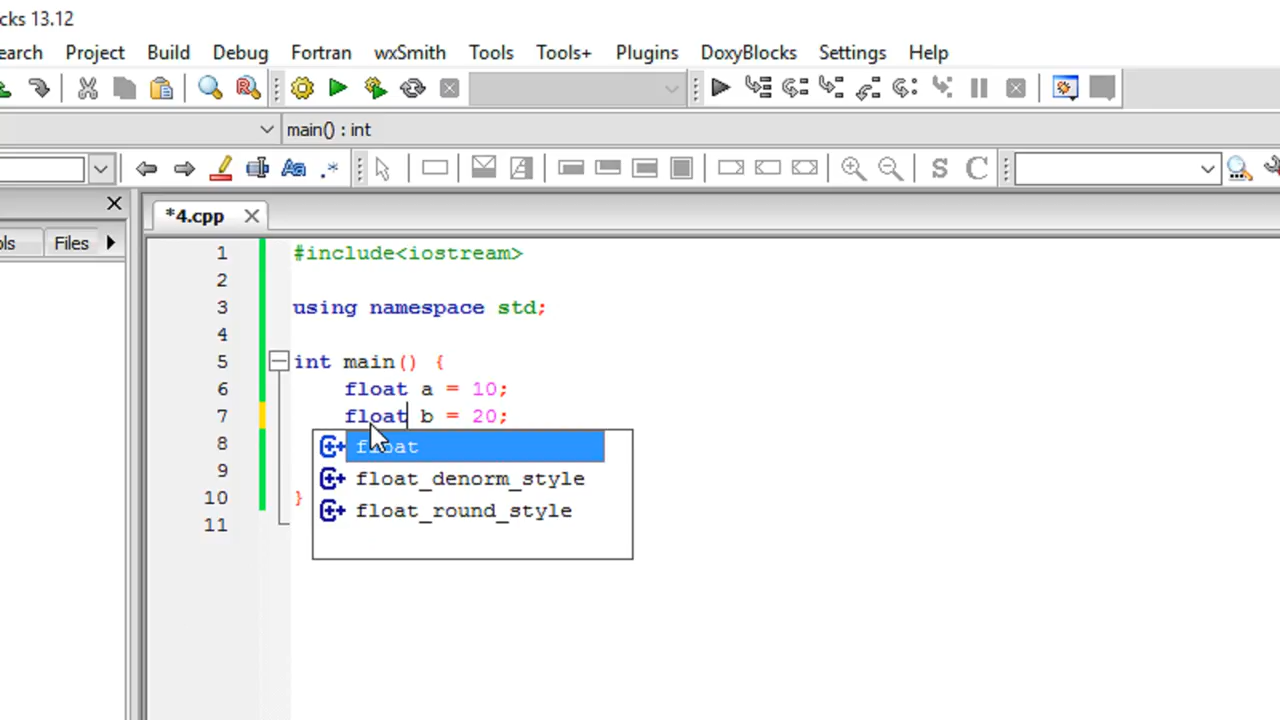 cks 13.12
earch Project Build Debug Fortran wxSmith Tools Tools+ Plugins DoxyBlocks Settings Help
main() : int
Aa .* S C
*4.cpp
ols Files
1 #include<iostream>
2
3 using namespace std;
4
5 int main() {
6 float a = 10;
7 float b = 20;
8 float
9 float_denorm_style
10 } float_round_style
11